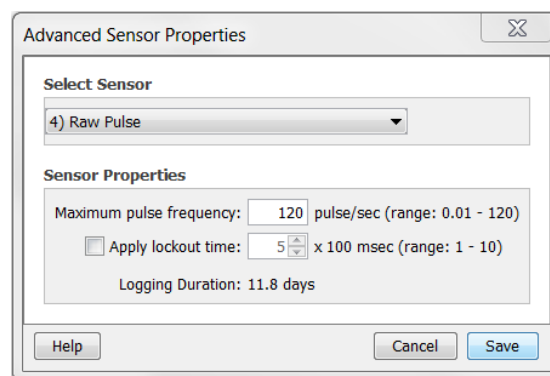 Advanced Sensor Properties
Select Sensor
4) Raw Pulse
Sensor Properties
Maximum pulse frequency: 120 pulse/sec (range: 0.01 - 120)
Apply lockout time: 5 x 100 msec (range: 1 - 10)
Logging Duration: 11.8 days
Help Cancel Save